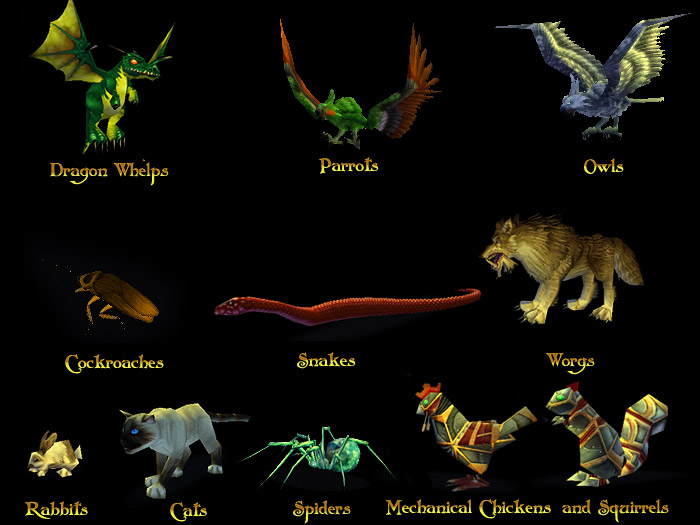 Dragon Whelps
Parrots
Owls
Cockroaches
Snakes
Worgs
Rabbits
Cats
Spiders
Mechanical Chickens and Squirrels